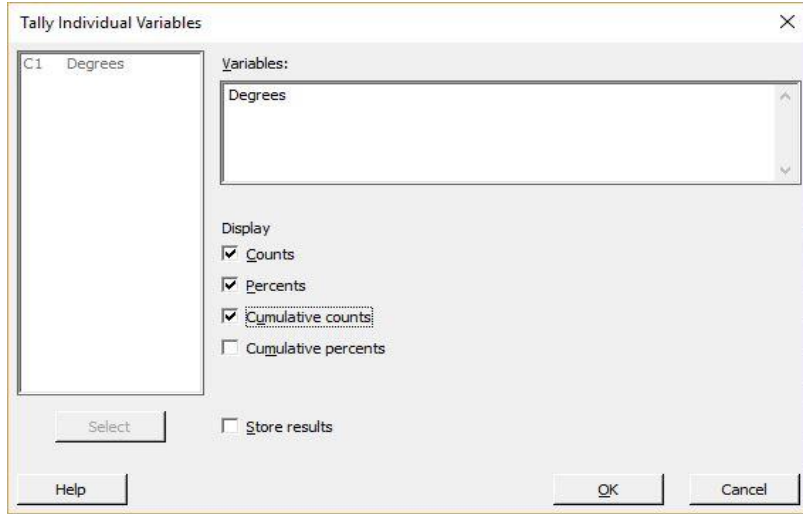 Tally Individual Variables
C1 Degrees
Variables:
Degrees
Display
Counts
Percents
Cumulative counts
Cumulative percents
Select
Store results
Help
OK
Cancel